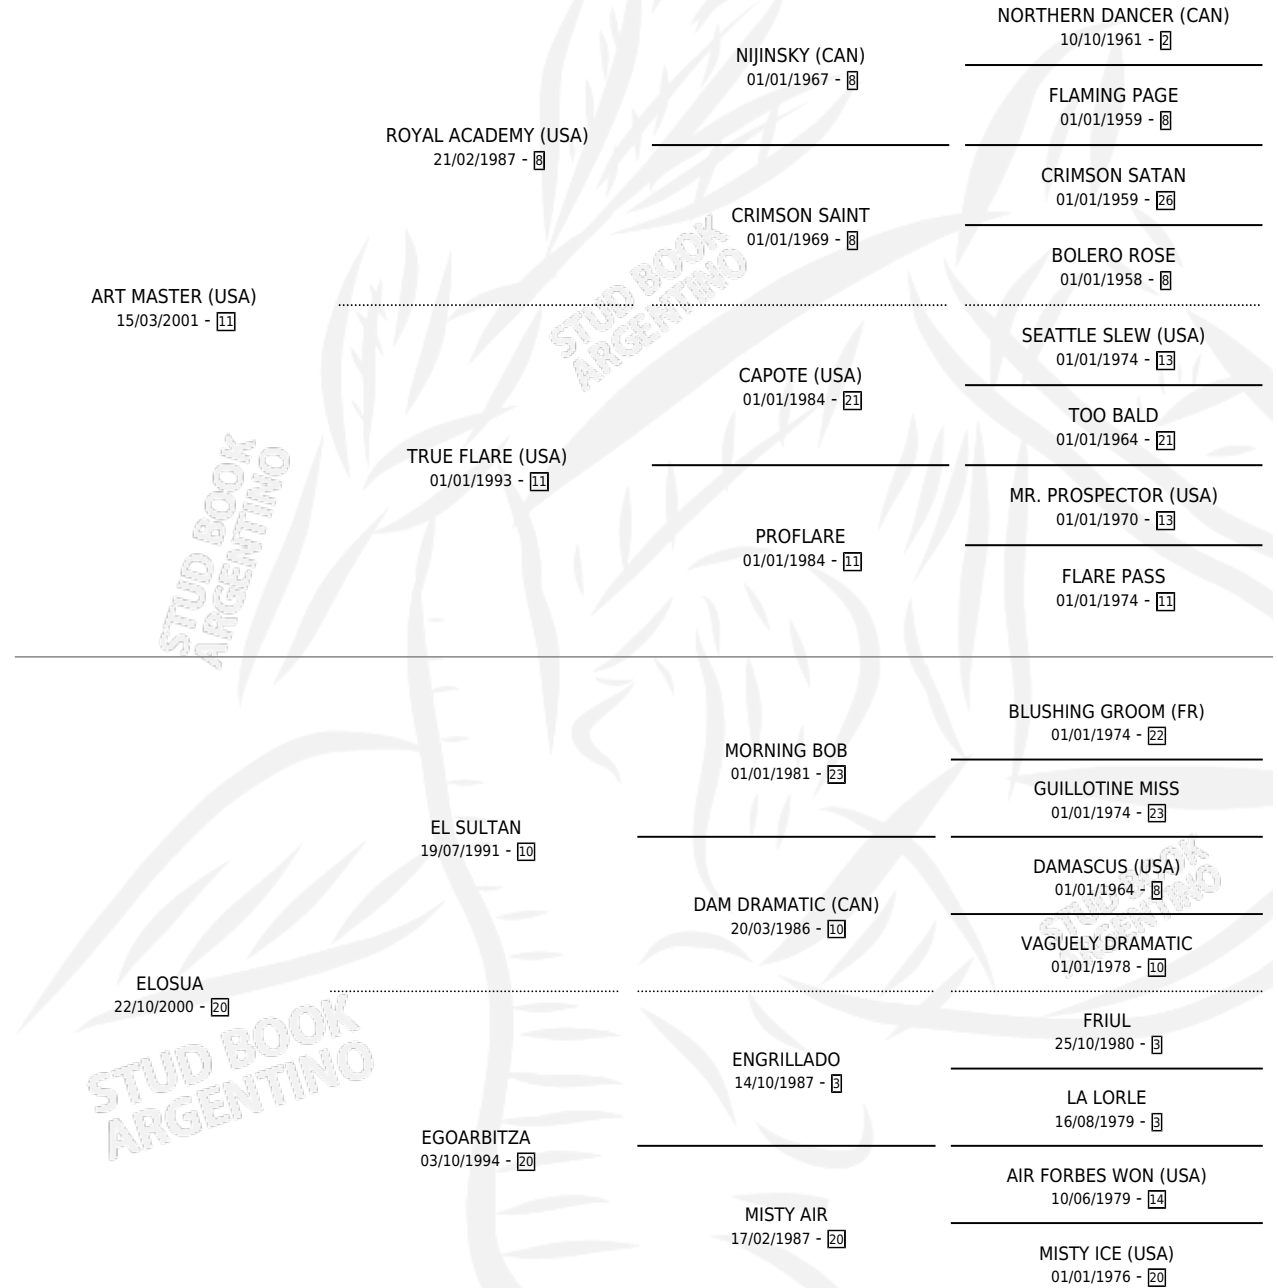 NORTHERN DANCER (CAN)
10/10/1961 - 2
NIJINSKY (CAN)
01/01/1967 - 8
FLAMING PAGE
01/01/1959 - 8
ROYAL ACADEMY (USA)
21/02/1987 - 8
CRIMSON SATAN
01/01/1959 - 26
CRIMSON SAINT
01/01/1969 - 8
BOLERO ROSE
01/01/1958 - 8
ART MASTER (USA)
15/03/2001 - 11
SEATTLE SLEW (USA)
01/01/1974 - 13
CAPOTE (USA)
01/01/1984 - 21
TOO BALD
01/01/1964 - 21
TRUE FLARE (USA)
01/01/1993 - 11
MR. PROSPECTOR (USA)
01/01/1970 - 13
PROFLARE
01/01/1984 - 11
FLARE PASS
01/01/1974 - 11
BLUSHING GROOM (FR)
01/01/1974 - 22
MORNING BOB
01/01/1981 - 23
GUILLOTINE MISS
01/01/1974 - 23
EL SULTAN
19/07/1991 - 10
DAMASCUS (USA)
01/01/1964 - 8
DAM DRAMATIC (CAN)
20/03/1986 - 10
VAGUELY DRAMATIC
01/01/1978 - 10
ELOSUA
22/10/2000 - 20
FRIUL
25/10/1980 - 3
ENGRILLADO
14/10/1987 - 3
LA LORLE
16/08/1979 - 3
EGOARBITZA
03/10/1994 - 20
AIR FORBES WON (USA)
10/06/1979 - 14
MISTY AIR
17/02/1987 - 20
MISTY ICE (USA)
01/01/1976 - 20
STUD BOOK
ARGENTINO
STUD BOOK
ARGENTINO
STUD BOOK
ARGENTINO
STUD BOOK
ARGENTINO